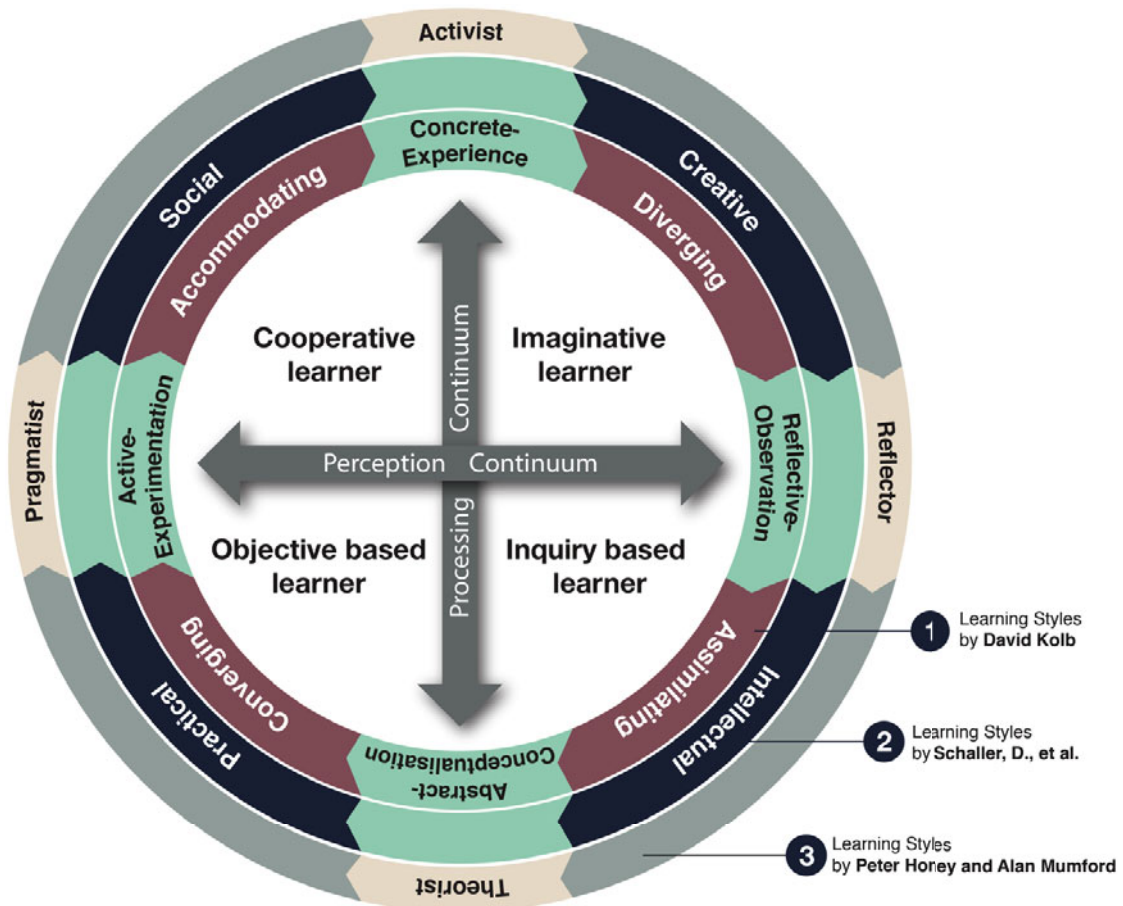 Activist
Concrete-
Experience
Social
Accommodating
Creative
Diverging
Cooperative
learner
Imaginative
learner
Processing Continuum
Perception Continuum
Pragmatist
Active-
Experimentation
Reflective-
Observation
Reflector
Objective based
learner
Inquiry based
learner
Converging
Practical
Assimilating
Intellectual
Abstract-
Conceptualisation
Theorist
1
Learning Styles
by David Kolb
2
Learning Styles
by Schaller, D., et al.
3
Learning Styles
by Peter Honey and Alan Mumford